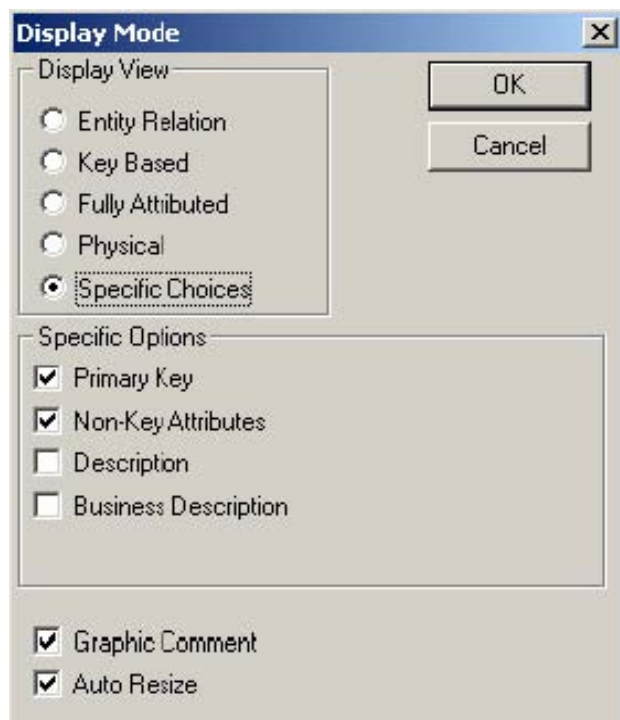 Display Mode
Display View
OK
Entity Relation
Cancel
Key Based
Fully Attributed
Physical
Specific Choices
Specific Options
Primary Key
Non-Key Attributes
Description
Business Description
Graphic Comment
Auto Resize